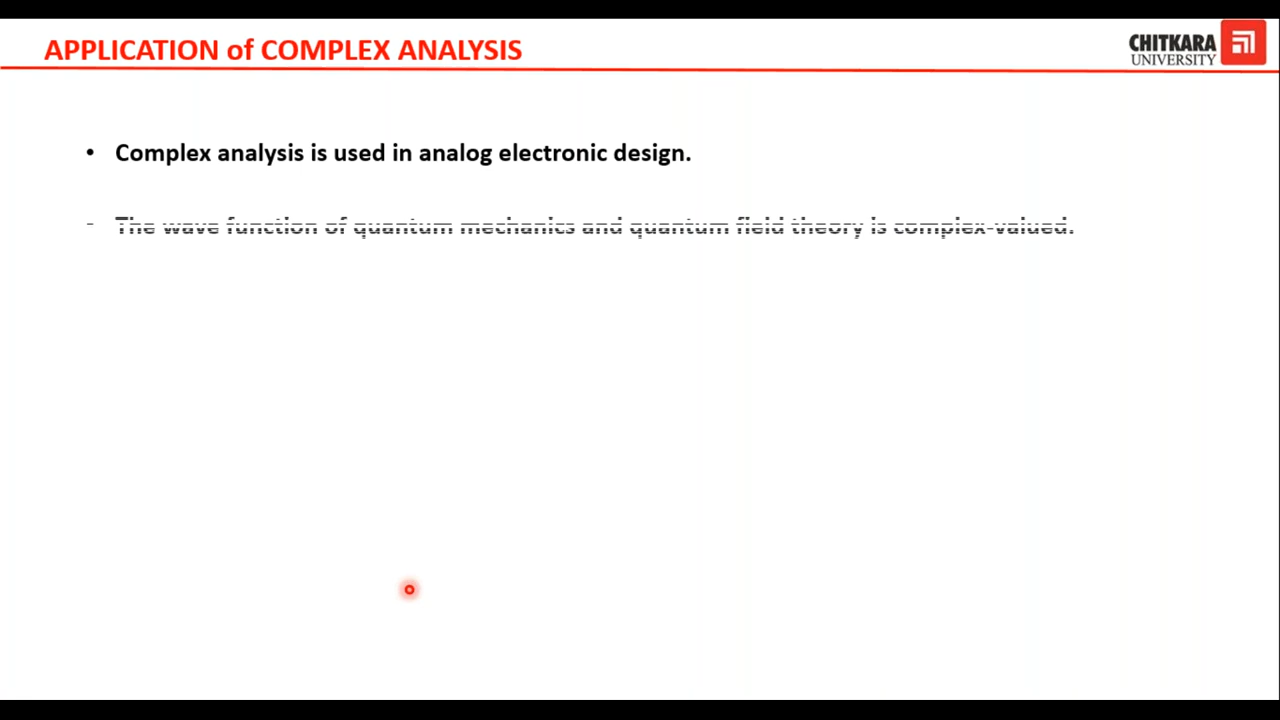 APPLICATION of COMPLEX ANALYSIS
CHITKARA
UNIVERSITY
• Complex analysis is used in analog electronic design.
- The wave function of quantum mechanics and quantum field theory is complex-valued.